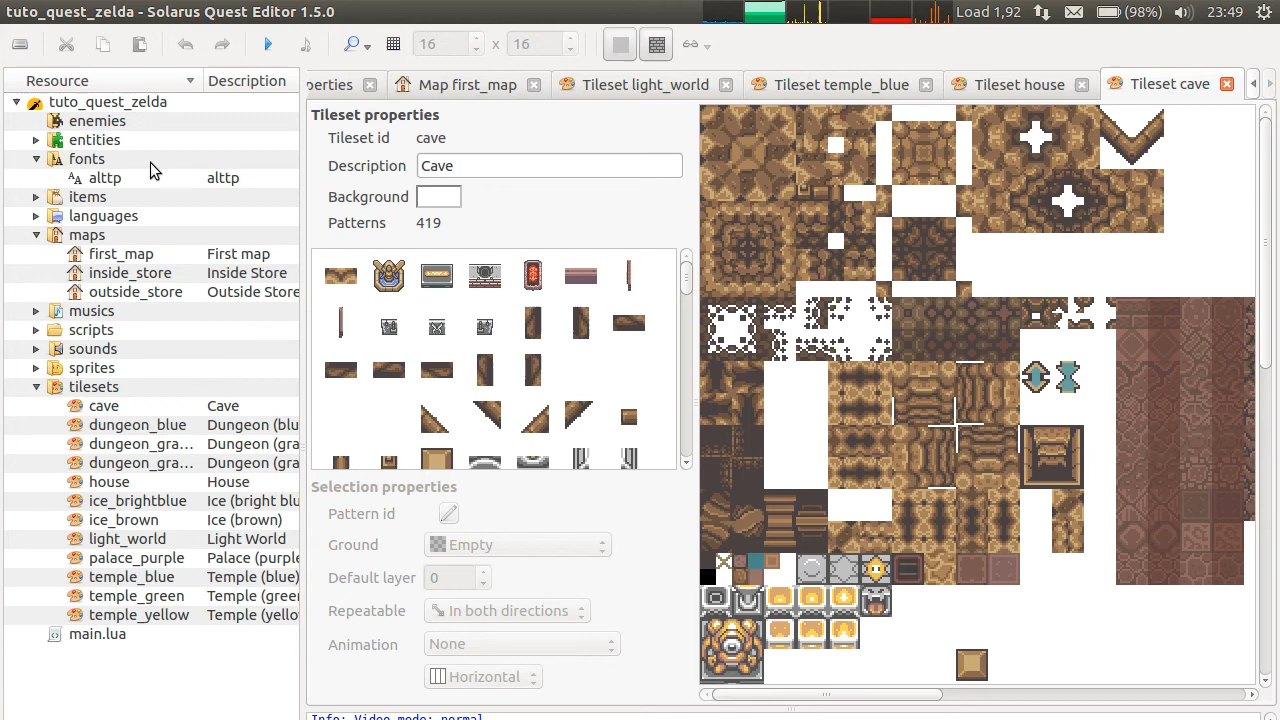 tuto_quest_zelda - Solarus Quest Editor 1.5.0
Load 1,92
(98%)
23:49
16 x 16
Resource
Description
perties
Map first_map
Tileset light_world
Tileset temple_blue
Tileset house
Tileset cave
tuto_quest_zelda
enemies
entities
fonts
alttp alttp
items
languages
maps
first_map First map
inside_store Inside Store
outside_store Outside Store
musics
scripts
sounds
sprites
tilesets
cave Cave
dungeon_blue Dungeon (blu
dungeon_gra... Dungeon (gra
dungeon_gra... Dungeon (gra
house House
ice_brightblue Ice (bright blu
ice_brown Ice (brown)
light_world Light World
palace_purple Palace (purple
temple_blue Temple (blue)
temple_green Temple (green
temple_yellow Temple (yello
main.lua
Tileset properties
Tileset id cave
Description Cave
Background
Patterns 419
Selection properties
Pattern id
Ground Empty
Default layer 0
Repeatable In both directions
Animation None
Horizontal
Info: Video mode: normal